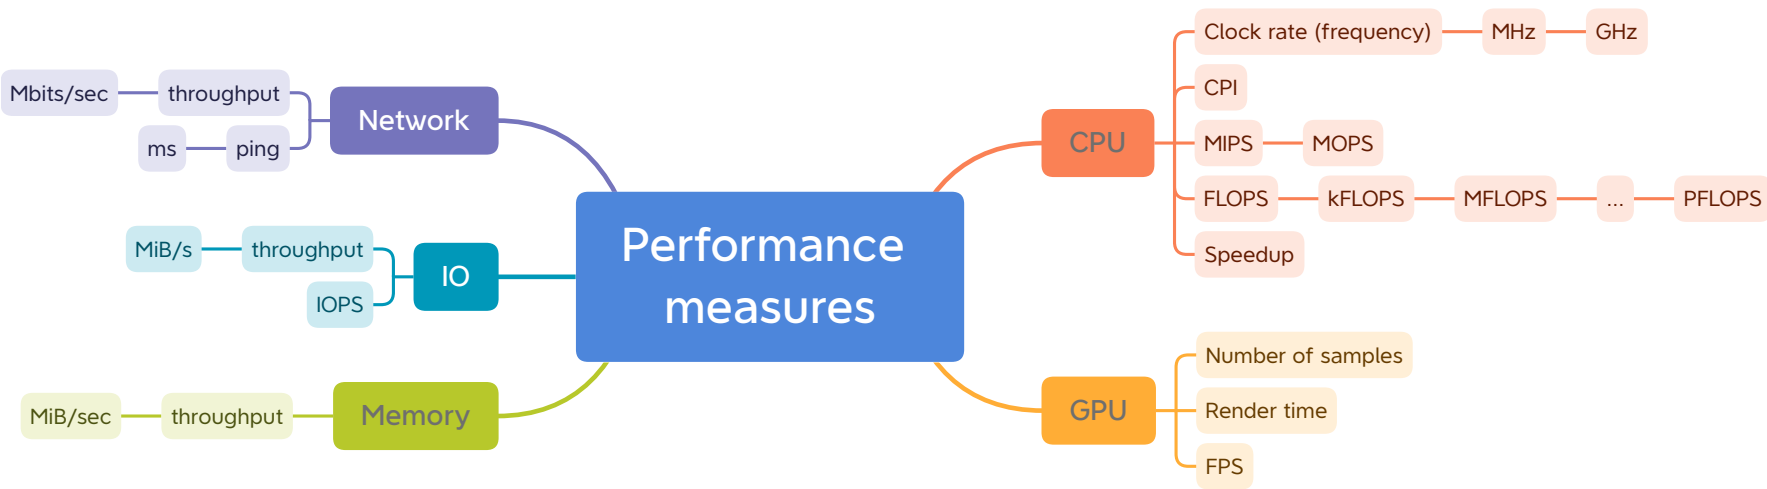 Performance
measures
Network
throughput
Mbits/sec
ping
ms
IO
throughput
MiB/s
IOPS
Memory
throughput
MiB/sec
CPU
Clock rate (frequency)
MHz
GHz
CPI
MIPS
MOPS
FLOPS
kFLOPS
MFLOPS
...
PFLOPS
Speedup
GPU
Number of samples
Render time
FPS